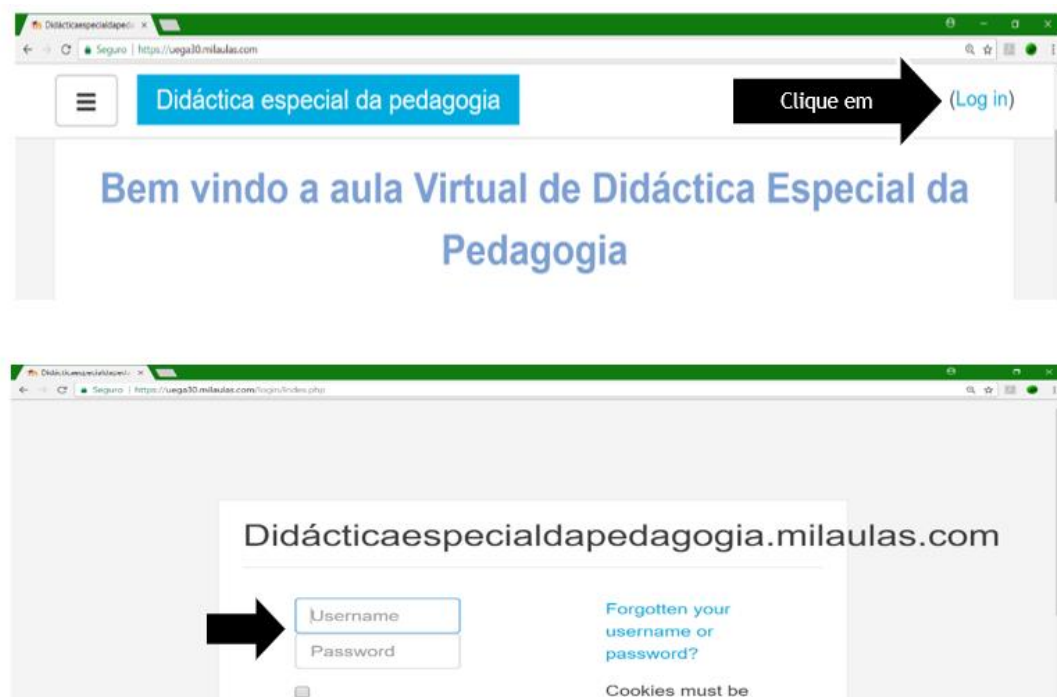 Didácticaespecialdapeda
Seguro | https://uega30.milaulas.com
Didáctica especial da pedagogia
Clique em
(Log in)
Bem vindo a aula Virtual de Didáctica Especial da
Pedagogia
Didácticaespecialdaped
Seguro | https://uega30.milaulas.com/login/index.php
Didácticaespecialdapedagogia.milaulas.com
Username
Password
Forgotten your
username or
password?
Cookies must be